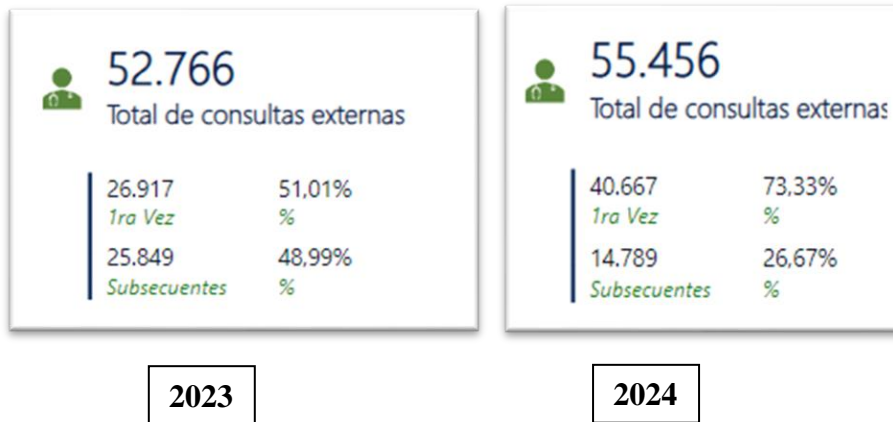 52.766
Total de consultas externas
26.917 51,01%
1ra Vez %
25.849 48,99%
Subsecuentes %
2023
55.456
Total de consultas externas
40.667 73,33%
1ra Vez %
14.789 26,67%
Subsecuentes %
2024